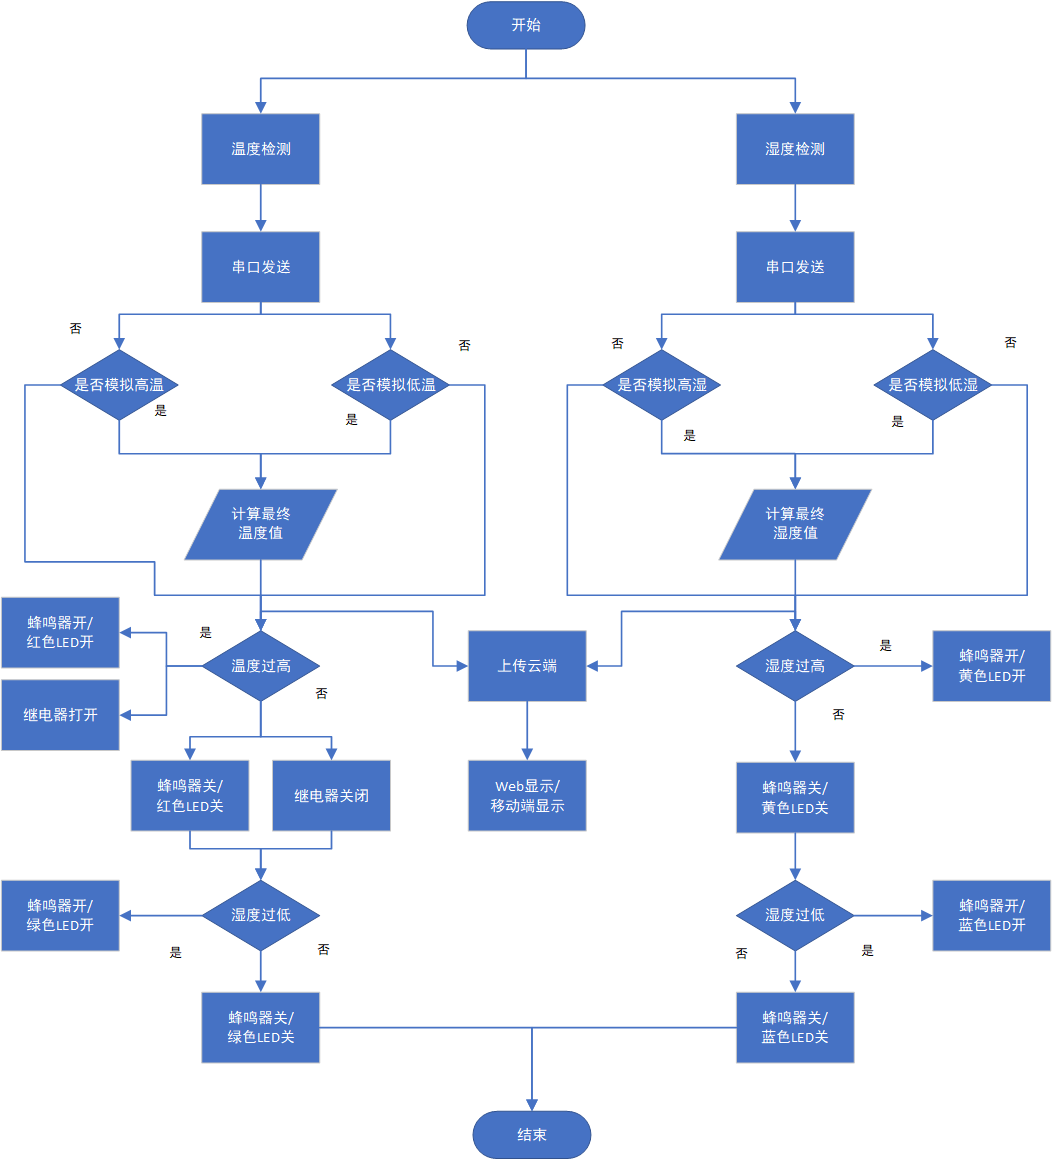 开始
温度检测
湿度检测
串口发送
串口发送
否
否
否
否
是否模拟高温
是否模拟低温
是否模拟高湿
是否模拟低湿
是
是
是
是
计算最终
温度值
计算最终
湿度值
蜂鸣器开/
红色LED开
是
温度过高
上传云端
湿度过高
是
蜂鸣器开/
黄色LED开
继电器打开
否
否
蜂鸣器关/
红色LED关
继电器关闭
Web显示/
移动端显示
蜂鸣器关/
黄色LED关
蜂鸣器开/
绿色LED开
湿度过低
湿度过低
蜂鸣器开/
蓝色LED开
是
否
否
是
蜂鸣器关/
绿色LED关
蜂鸣器关/
蓝色LED关
结束